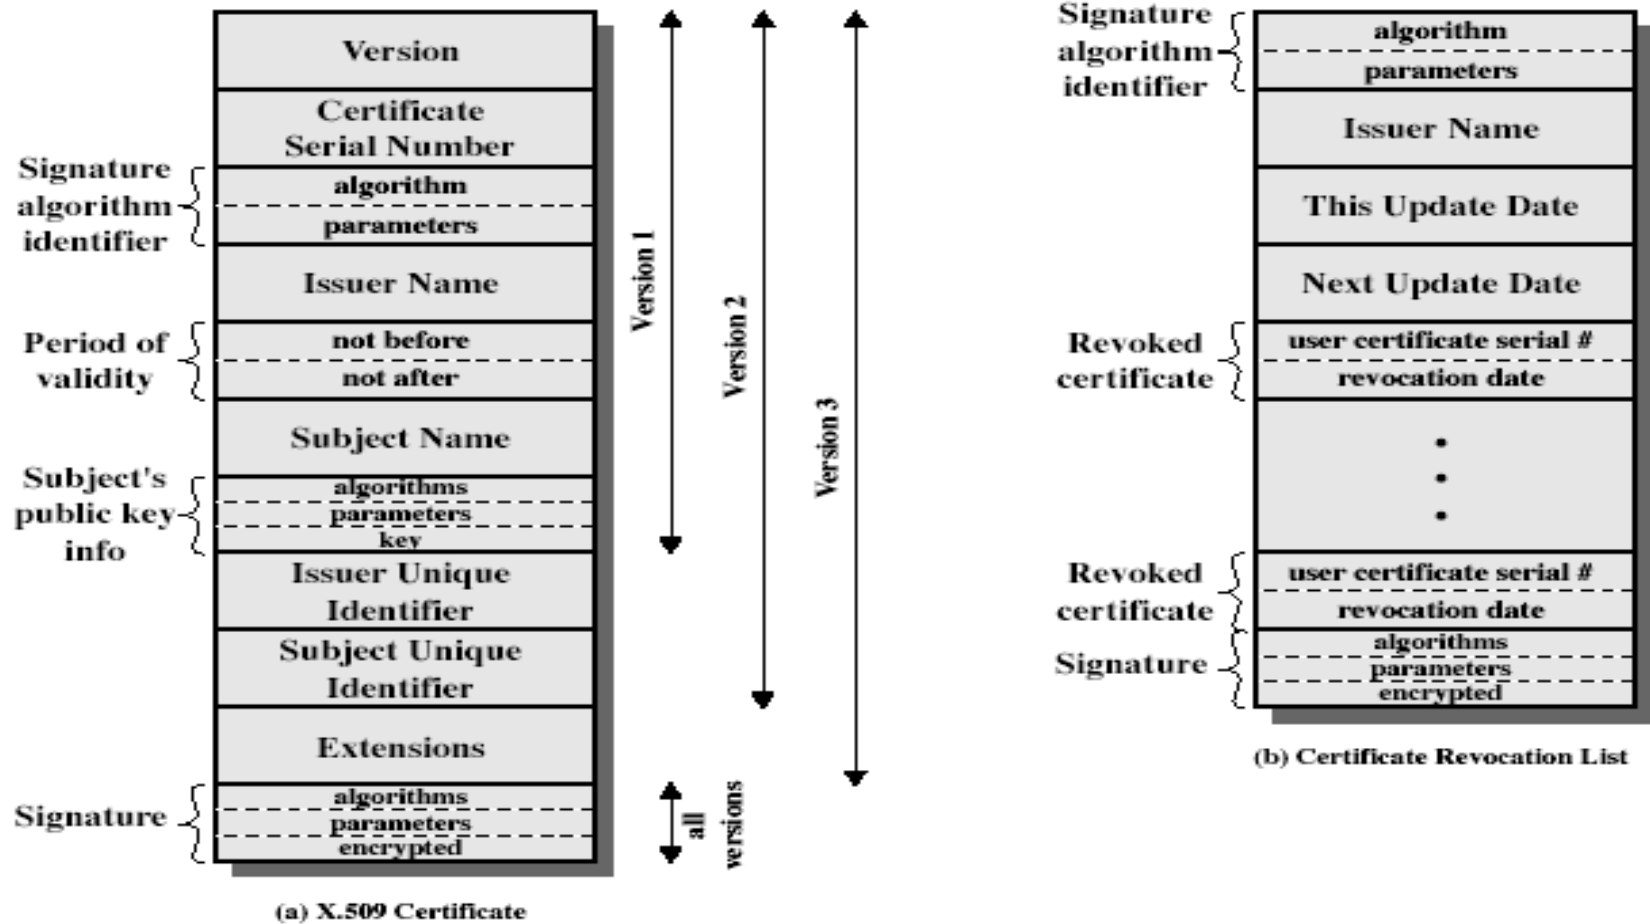 Version
Certificate
Serial Number
Signature
algorithm
identifier
algorithm
parameters
Issuer Name
Period of
validity
not before
not after
Subject Name
Subject's
public key
info
algorithms
parameters
key
Issuer Unique
Identifier
Subject Unique
Identifier
Extensions
Signature
algorithms
parameters
encrypted
Version 1
Version 2
Version 3
all
versions
(a) X.509 Certificate
Signature
algorithm
identifier
algorithm
parameters
Issuer Name
This Update Date
Next Update Date
Revoked
certificate
user certificate serial #
revocation date
Revoked
certificate
user certificate serial #
revocation date
Signature
algorithms
parameters
encrypted
(b) Certificate Revocation List